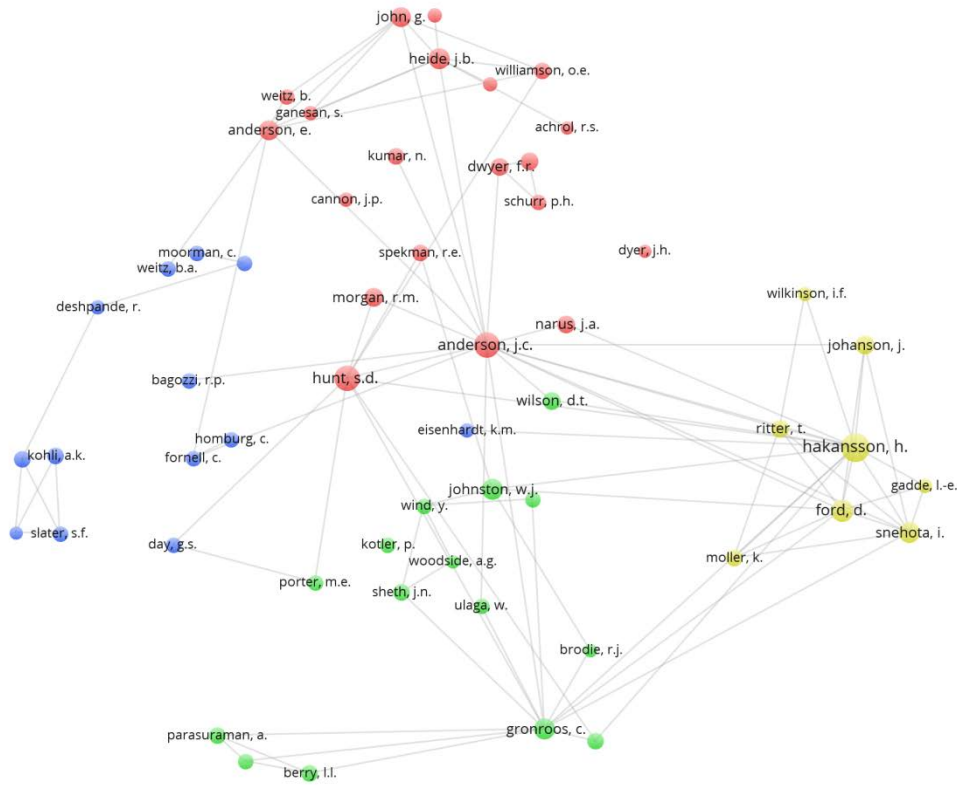 john, g.
heide, j.b.
williamson, o.e.
weitz, b.
ganesan, s.
anderson, e.
achrol, r.s.
kumar, n.
dwyer, f.r.
cannon, j.p.
schurr, p.h.
moorman, c.
spekman, r.e.
dyer, j.h.
weitz, b.a.
deshpande, r.
morgan, r.m.
wilkinson, i.f.
narus, j.a.
anderson, j.c.
johanson, j.
bagozzi, r.p.
hunt, s.d.
wilson, d.t.
homburg, c.
eisenhardt, k.m.
ritter, t.
hakansson, h.
kohli, a.k.
fornell, c.
johnston, w.j.
gadde, l.-e.
wind, y.
ford, d.
slater, s.f.
day, g.s.
kotler, p.
snehota, i.
woodside, a.g.
moller, k.
porter, m.e.
sheth, j.n.
ulaga, w.
brodie, r.j.
gronroos, c.
parasuraman, a.
berry, l.l.